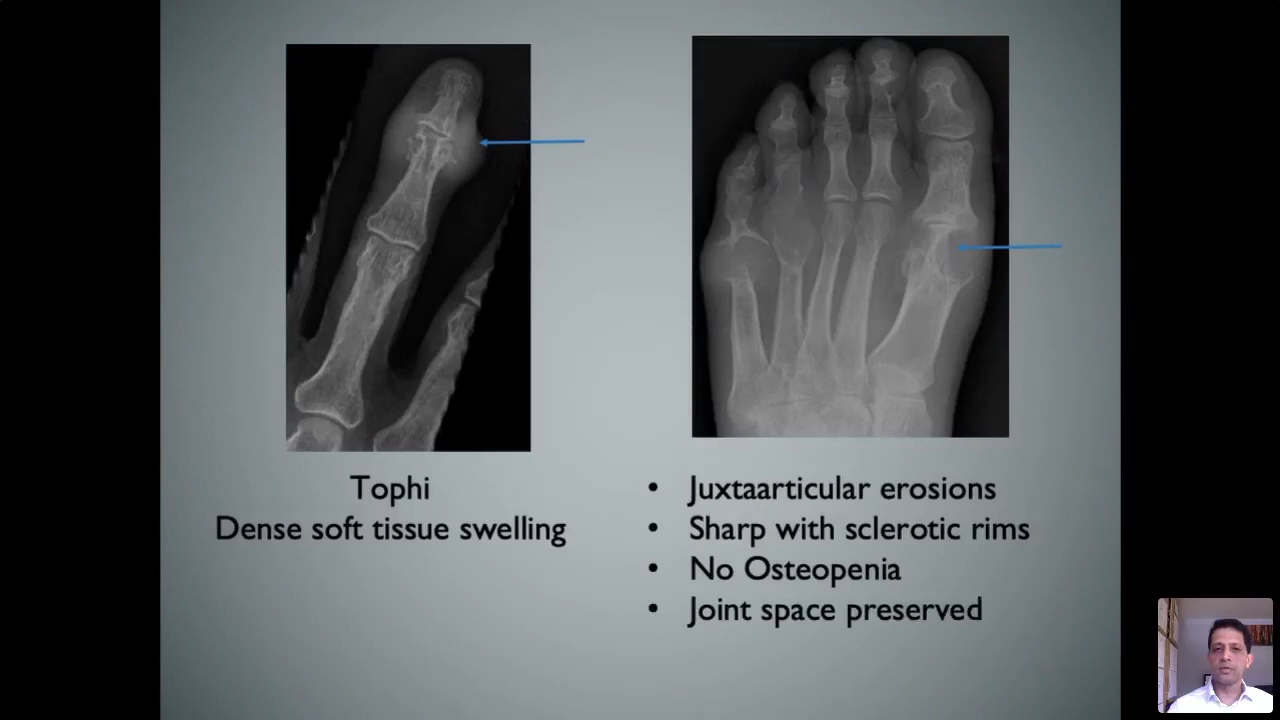 Tophi
Dense soft tissue swelling
• Juxtaarticular erosions
• Sharp with sclerotic rims
• No Osteopenia
• Joint space preserved